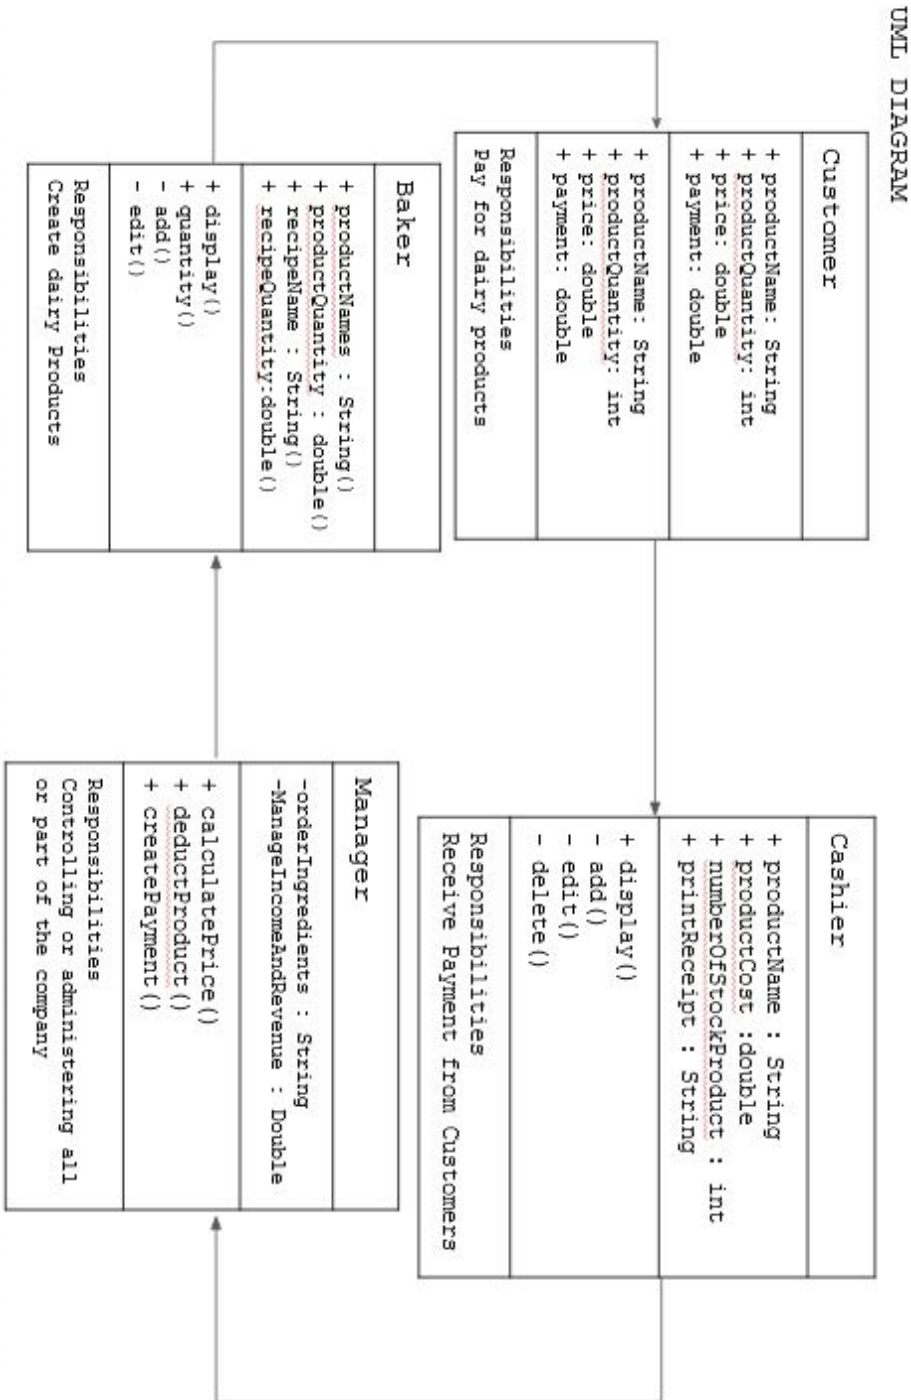 UML DIAGRAM
Customer
+ productName: String
+ productQuantity: int
+ price: double
+ payment: double
+ productName: String
+ productQuantity: int
+ price: double
+ payment: double
Responsibilities
Pay for dairy products
Cashier
+ productName : String
+ productCost :double
+ numberOfStockProduct : int
+ printReceipt : String
+ display()
- add()
- edit()
- delete()
Responsibilities
Receive Payment from Customers
Baker
+ productNames : String()
+ productQuantity : double()
+ recipeName : String()
+ recipeQuantity:double()
+ display()
+ quantity()
- add()
- edit()
Responsibilities
Create dairy Products
Manager
-orderIngredients : String
-ManageIncomeAndRevenue : Double
+ calculatePrice()
+ deductProduct()
+ createPayment()
Responsibilities
Controlling or administering all
or part of the company